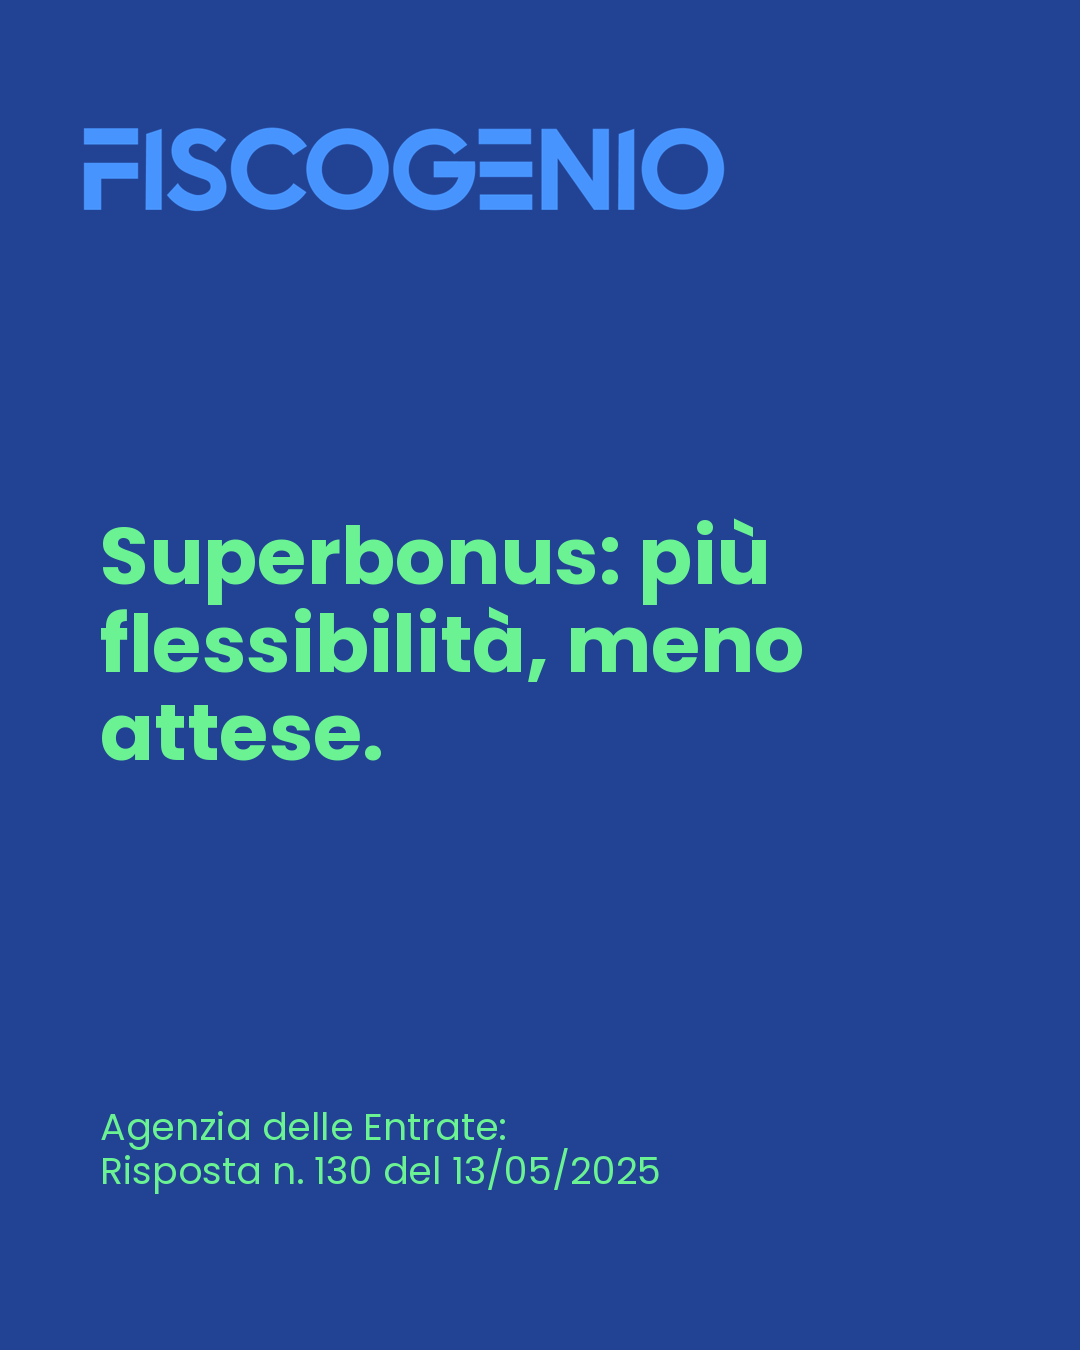 FISCOGENIO
Superbonus: più
flessibilità, meno
attese.
Agenzia delle Entrate:
Risposta n. 130 del 13/05/2025